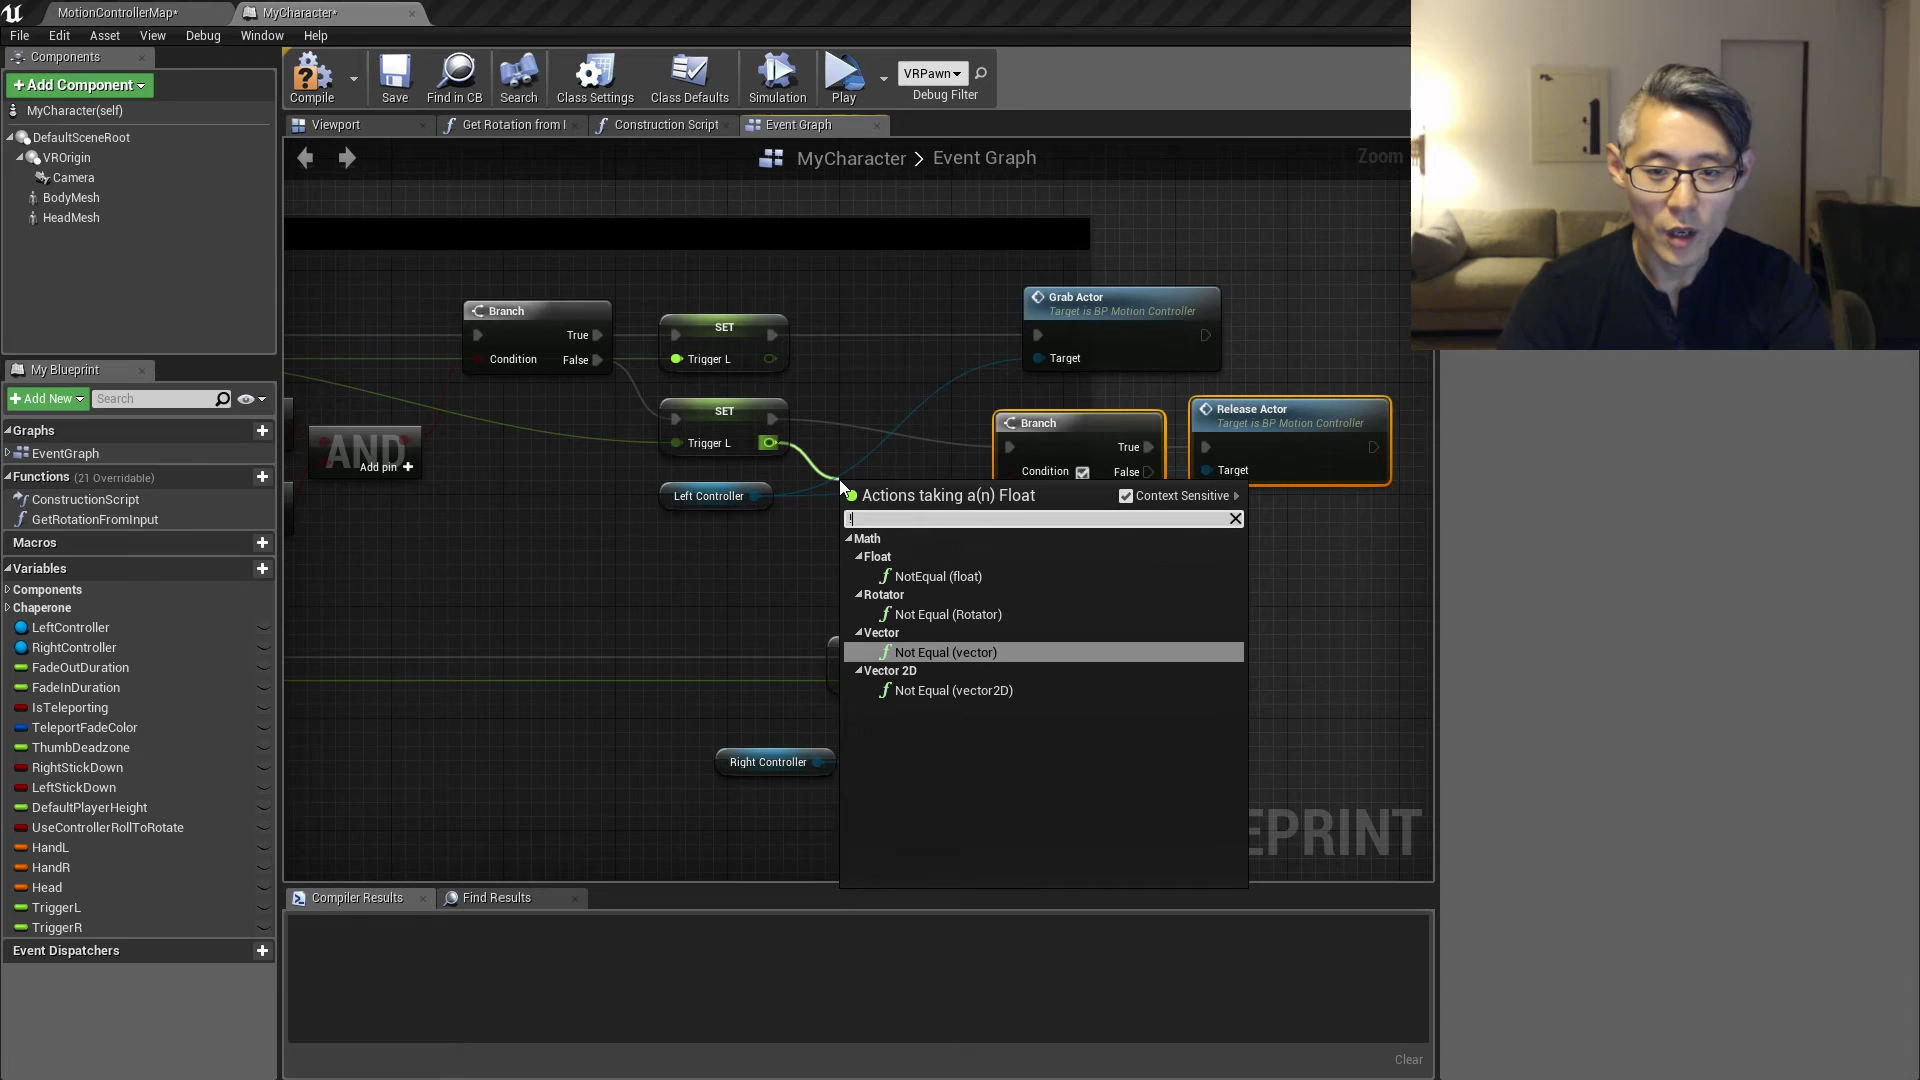 MotionControllerMap*
MyCharacter*
File Edit Asset View Debug Window Help
Components
+ Add Component
MyCharacter(self)
DefaultSceneRoot
VROrigin
Camera
BodyMesh
HeadMesh
Compile
Save
Find in CB
Search
Class Settings
Class Defaults
Simulation
Play
VRPawn
Debug Filter
Viewport
Get Rotation from I
Construction Script
Event Graph
MyCharacter > Event Graph
Zoom
Branch
True
Condition False
SET
Trigger L
SET
Trigger L
AND
Add pin +
Left Controller
Right Controller
Grab Actor
Target is BP Motion Controller
Target
Branch
True
Condition False
Release Actor
Target is BP Motion Controller
Target
Actions taking a(n) Float
Context Sensitive
!
Math
Float
NotEqual (float)
Rotator
Not Equal (Rotator)
Vector
Not Equal (vector)
Vector 2D
Not Equal (vector2D)
EPRINT
My Blueprint
+ Add New
Search
Graphs
EventGraph
Functions (21 Overridable)
ConstructionScript
GetRotationFromInput
Macros
Variables
Components
Chaperone
LeftController
RightController
FadeOutDuration
FadeInDuration
IsTeleporting
TeleportFadeColor
ThumbDeadzone
RightStickDown
LeftStickDown
DefaultPlayerHeight
UseControllerRollToRotate
HandL
HandR
Head
TriggerL
TriggerR
Event Dispatchers
Compiler Results
Find Results
Clear